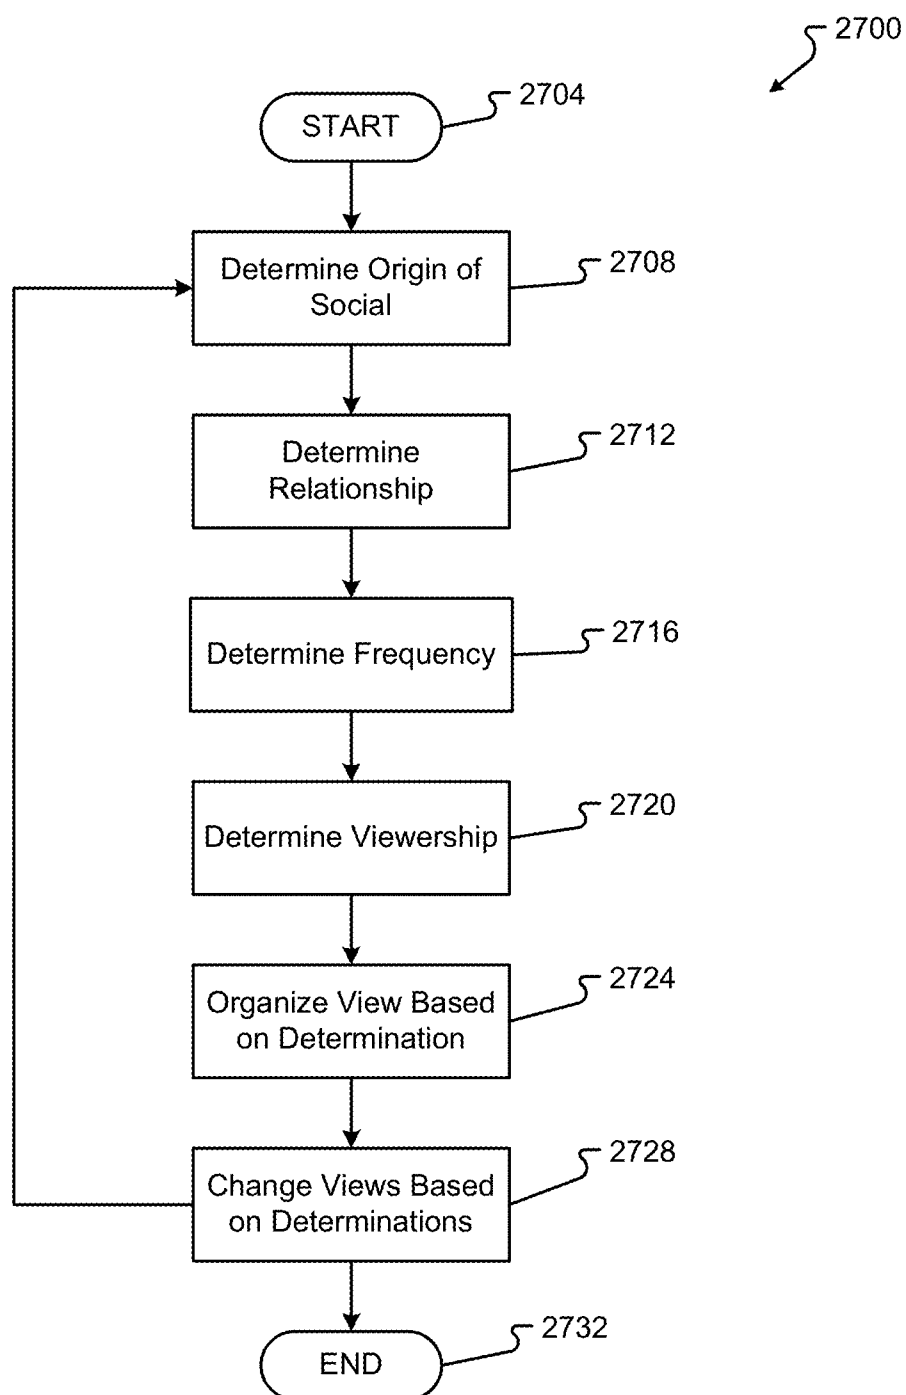 2700
START
2704
Determine Origin of
Social
2708
Determine
Relationship
2712
Determine Frequency
2716
Determine Viewership
2720
Organize View Based
on Determination
2724
Change Views Based
on Determinations
2728
END
2732